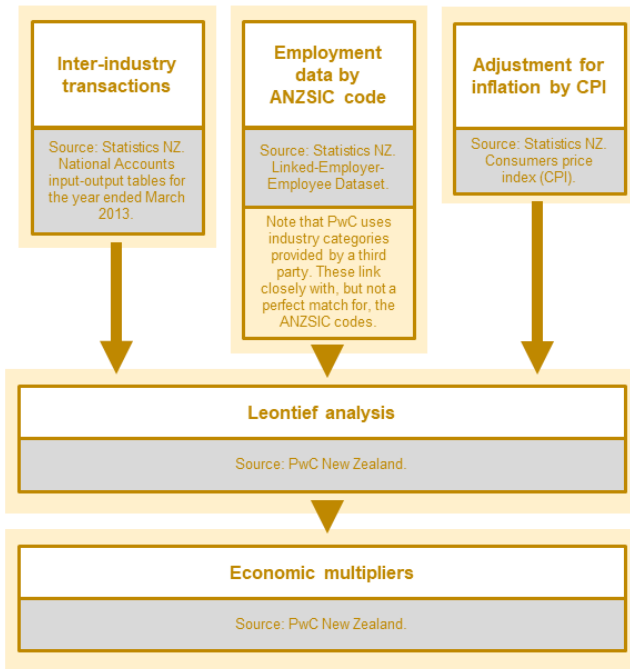 Inter-industry
transactions
Source: Statistics NZ.
National Accounts
input-output tables for
the year ended March
2013.
Employment
data by
ANZSIC code
Source: Statistics NZ.
Linked-Employer-
Employee Dataset.
Note that PwC uses
industry categories
provided by a third
party. These link
closely with, but not a
perfect match for, the
ANZSIC codes.
Adjustment for
inflation by CPI
Source: Statistics NZ.
Consumers price
index (CPI).
Leontief analysis
Source: PwC New Zealand.
Economic multipliers
Source: PwC New Zealand.